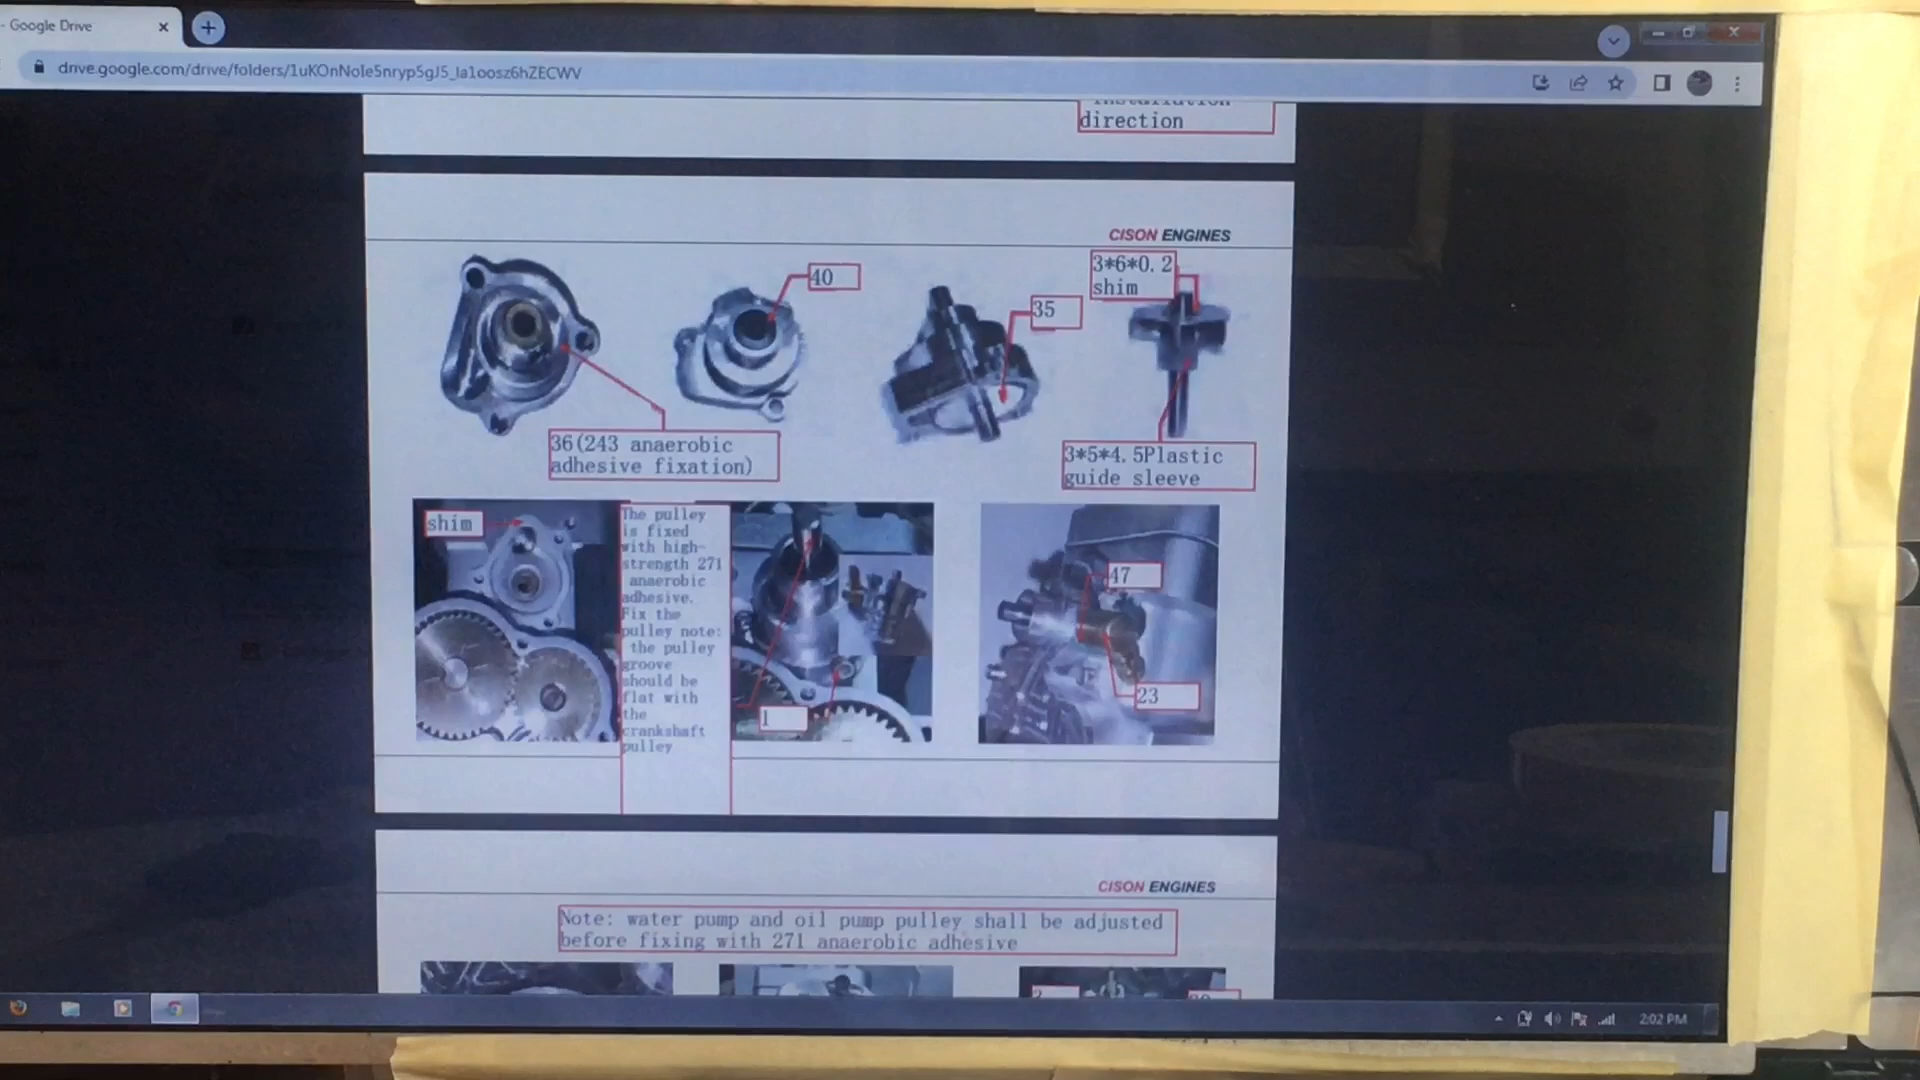 - Google Drive
drive.google.com/drive/folders/1uKOnNole5nryp5gJ5_la1oosz6hZECWV
installation
direction
CISON ENGINES
40
35
3*6*0.2
shim
36(243 anaerobic
adhesive fixation)
3*5*4.5Plastic
guide sleeve
shim
The pulley
is fixed
with high-
strength 271
anaerobic
adhesive.
Fix the
pulley note:
the pulley
groove
should be
flat with
the
crankshaft
pulley
1
47
23
CISON ENGINES
Note: water pump and oil pump pulley shall be adjusted
before fixing with 271 anaerobic adhesive
2:02 PM